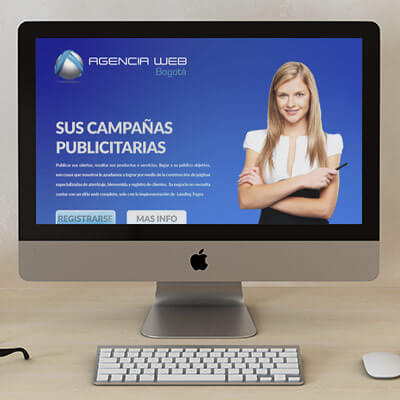 AGENCIA WEB
Bogotá
SUS CAMPAÑAS
PUBLICITARIAS
Publicar sus ofertas, resaltar sus productos o servicios, llegar a su público objetivo,
son cosas que nosotros le ayudamos a lograr por medio de la construcción de páginas
especializadas de aterrizaje, bienvenida y registro de clientes. Su negocio no necesita
contar con un sitio web completo, solo con la implementación de Landing Pages
REGISTRARSE
MAS INFO